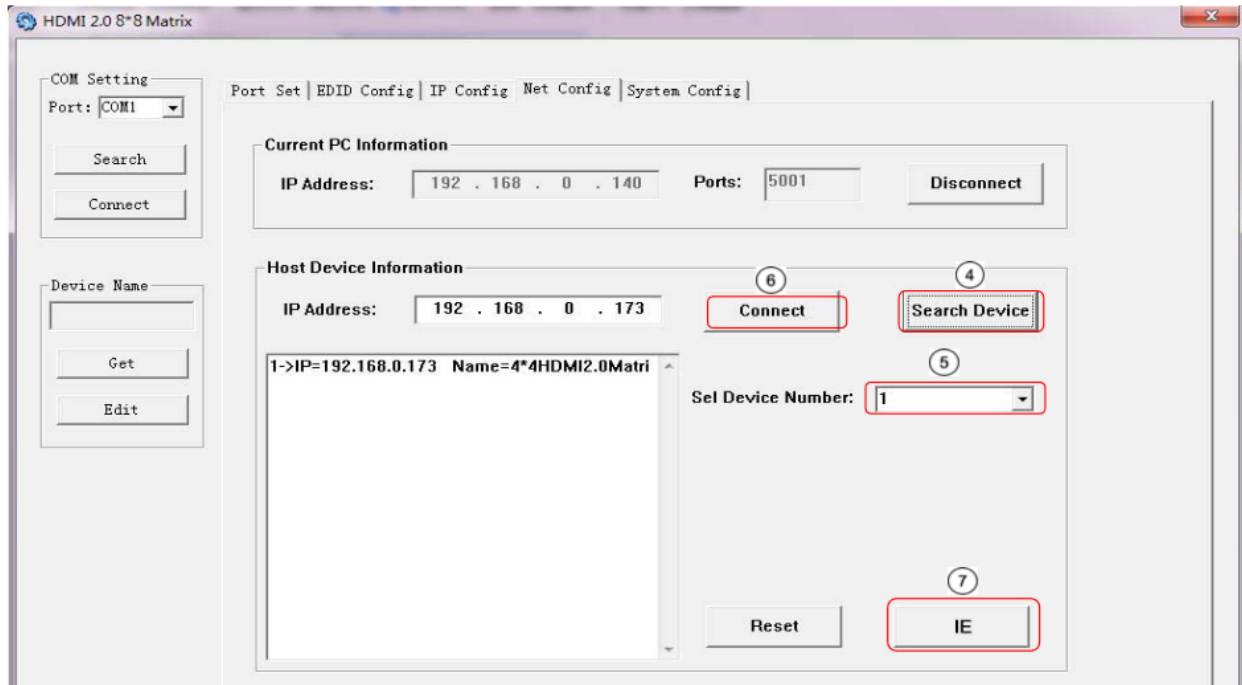 HDMI 2.0 8*8 Matrix
COM Setting
Port: COM1
Search
Connect
Device Name
Get
Edit
Port Set EDID Config IP Config Net Config System Config
Current PC Information
IP Address: 192 . 168 . 0 . 140 Ports: 5001 Disconnect
Host Device Information
6 4
IP Address: 192 . 168 . 0 . 173 Connect Search Device
1->IP=192.168.0.173 Name=4*4HDMI2.0Matri
5
Sel Device Number: 1
7
Reset IE